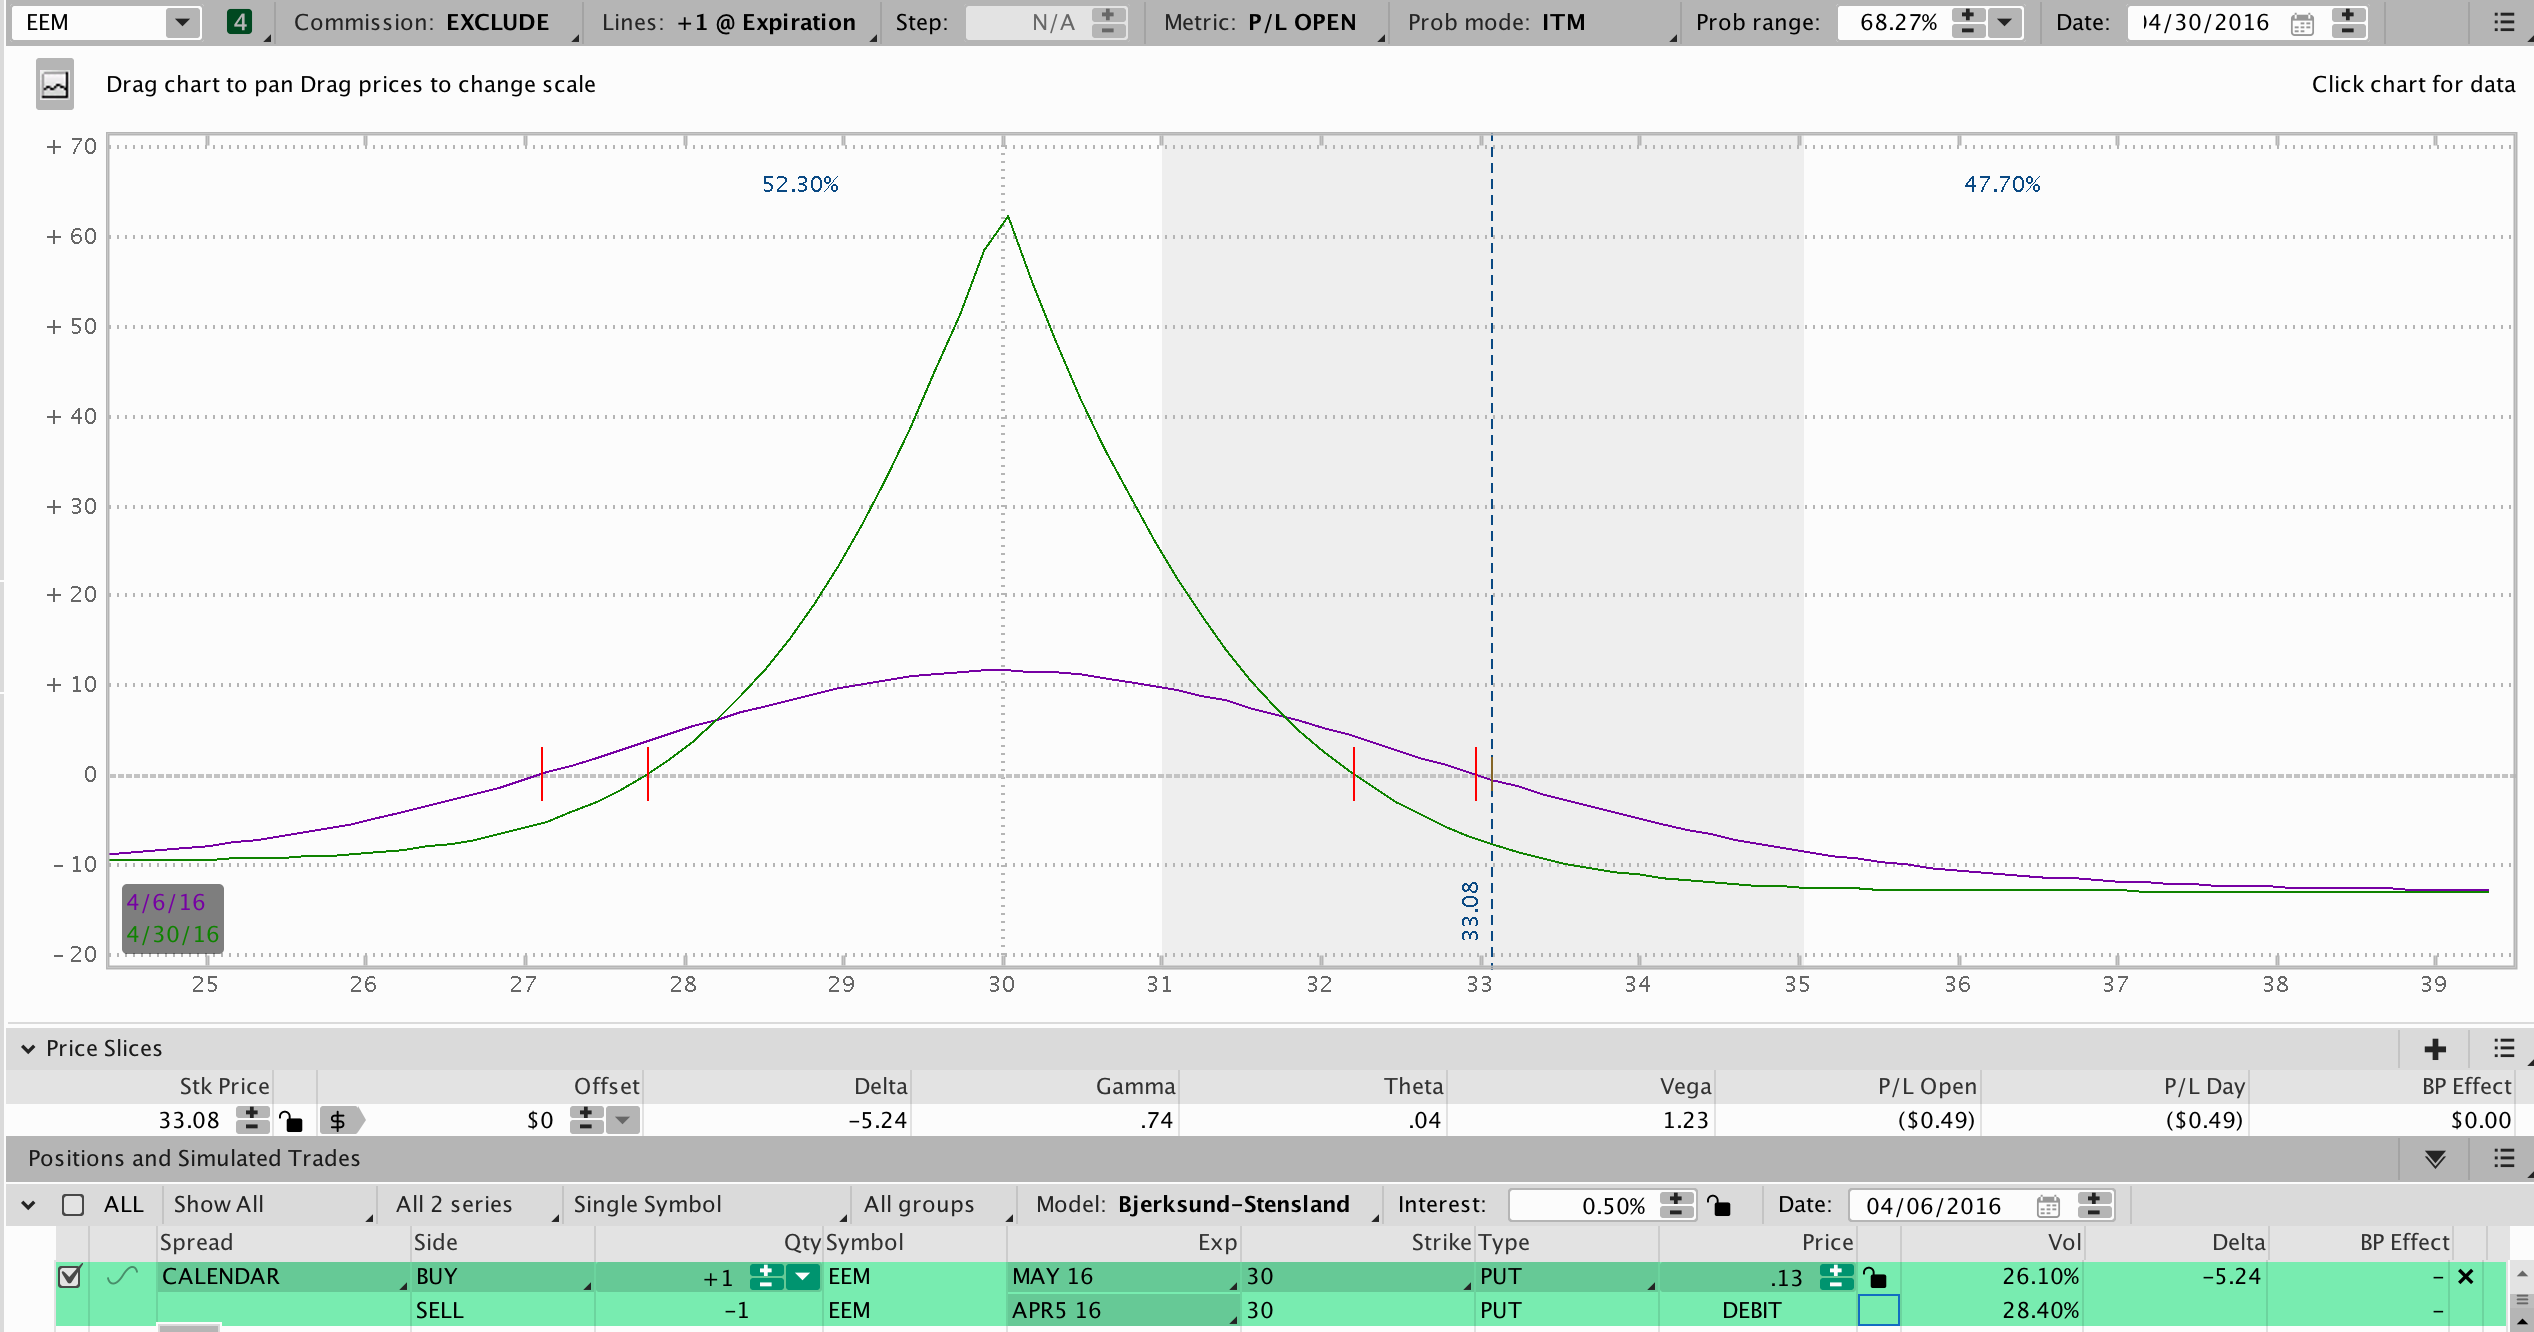 EEM 4 Commission: EXCLUDE Lines: +1 @ Expiration Step: N/A Metric: P/L OPEN Prob mode: ITM Prob range: 68.27% Date: 04/30/2016
Drag chart to pan Drag prices to change scale Click chart for data
+ 70
52.30% 47.70%
+ 60
+ 50
+ 40
+ 30
+ 20
+ 10
0
- 10
33.08
4/6/16
4/30/16
- 20
25 26 27 28 29 30 31 32 33 34 35 36 37 38 39
Price Slices
Stk Price Offset Delta Gamma Theta Vega P/L Open P/L Day BP Effect
33.08 $ $0 -5.24 .74 .04 1.23 ($0.49) ($0.49) $0.00
Positions and Simulated Trades
ALL Show All All 2 series Single Symbol All groups Model: Bjerksund-Stensland Interest: 0.50% Date: 04/06/2016
Spread Side Qty Symbol Exp Strike Type Price Vol Delta BP Effect
CALENDAR BUY +1 EEM MAY 16 30 PUT .13 26.10% -5.24 -
SELL -1 EEM APR5 16 30 PUT DEBIT 28.40% -